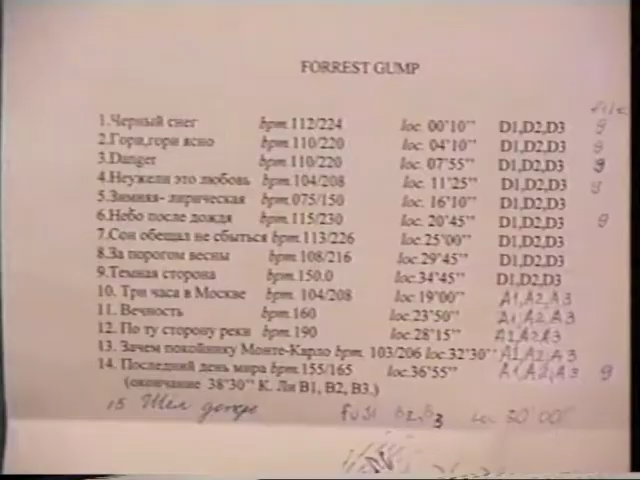 FORREST GUMP
file
1.Черный снег bpm.112/224 loc. 00'10'' D1,D2,D3 g
2.Гори,гори ясно bpm.110/220 loc. 04'10'' D1,D2,D3 g
3.Danger bpm.110/220 loc. 07'55'' D1,D2,D3 g
4.Неужели это любовь bpm.104/208 loc. 11'25'' D1,D2,D3 g
5.Зимняя- лирическая bpm.075/150 loc. 16'10'' D1,D2,D3
6.Небо после дождя bpm.115/230 loc. 20'45'' D1,D2,D3 g
7.Сон обещал не сбыться bpm.113/226 loc.25'00'' D1,D2,D3
8.За порогом весны bpm.108/216 loc.29'45'' D1,D2,D3
9.Темная сторона bpm.150.0 loc.34'45'' D1,D2,D3
10. Три часа в Москве bpm. 104/208 loc.19'00'' A1,A2,A3
11. Вечность bpm.160 loc.23'50'' A1,A2,A3
12. По ту сторону реки bpm.190 loc.28'15'' A1,A2,A3
13. Зачем покойнику Монте-Карло bpm. 103/206 loc.32'30'' A1,A2,A3
14. Последний день мира bpm.155/165 loc.36'55'' A1,A2,A3 g
(окончание 38'30'' К. Ли B1, B2, B3.)
15 Шел B2,B3 30'00''